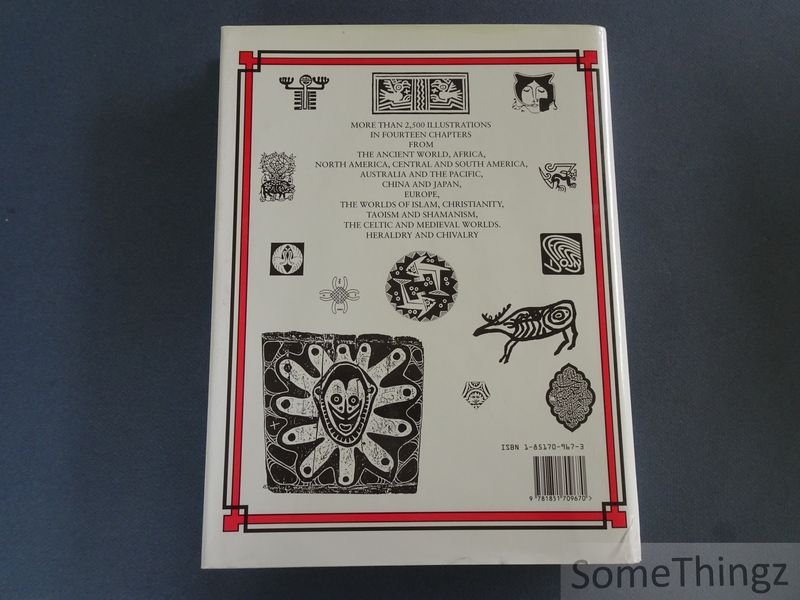 MORE THAN 2,500 ILLUSTRATIONS
IN FOURTEEN CHAPTERS
FROM
THE ANCIENT WORLD, AFRICA,
NORTH AMERICA, CENTRAL AND SOUTH AMERICA,
AUSTRALIA AND THE PACIFIC,
CHINA AND JAPAN,
EUROPE,
THE WORLDS OF ISLAM, CHRISTIANITY,
TAOISM AND SHAMANISM,
THE CELTIC AND MEDIEVAL WORLDS.
HERALDRY AND CHIVALRY
ISBN 1-85170-967-3
9 781851 709670 >
SomeThingz